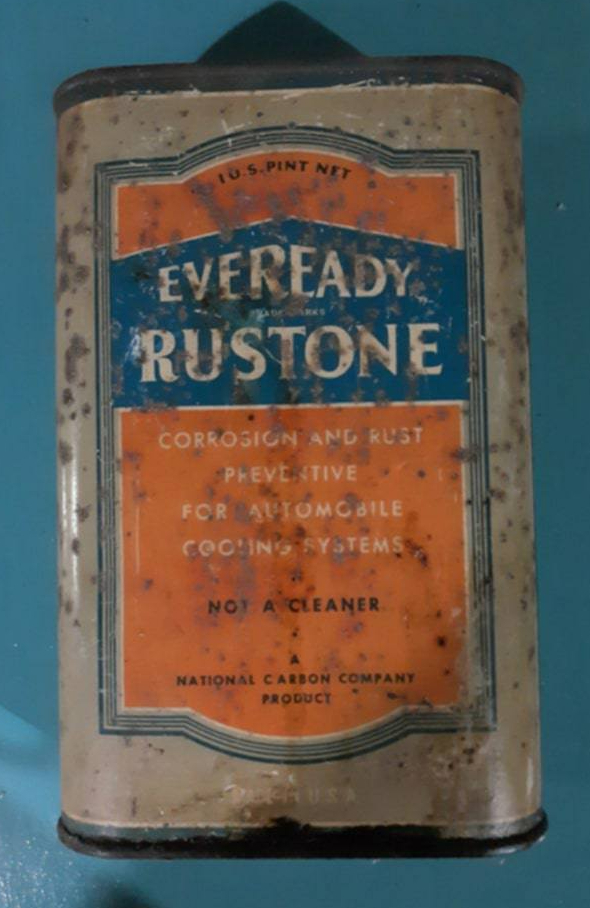 1 U.S. PINT NET
EVEREADY
TRADE-MARKS
RUSTONE
CORROSION AND RUST
PREVENTIVE
FOR AUTOMOBILE
COOLING SYSTEMS
NOT A CLEANER
A
NATIONAL CARBON COMPANY
PRODUCT
U.S.A.